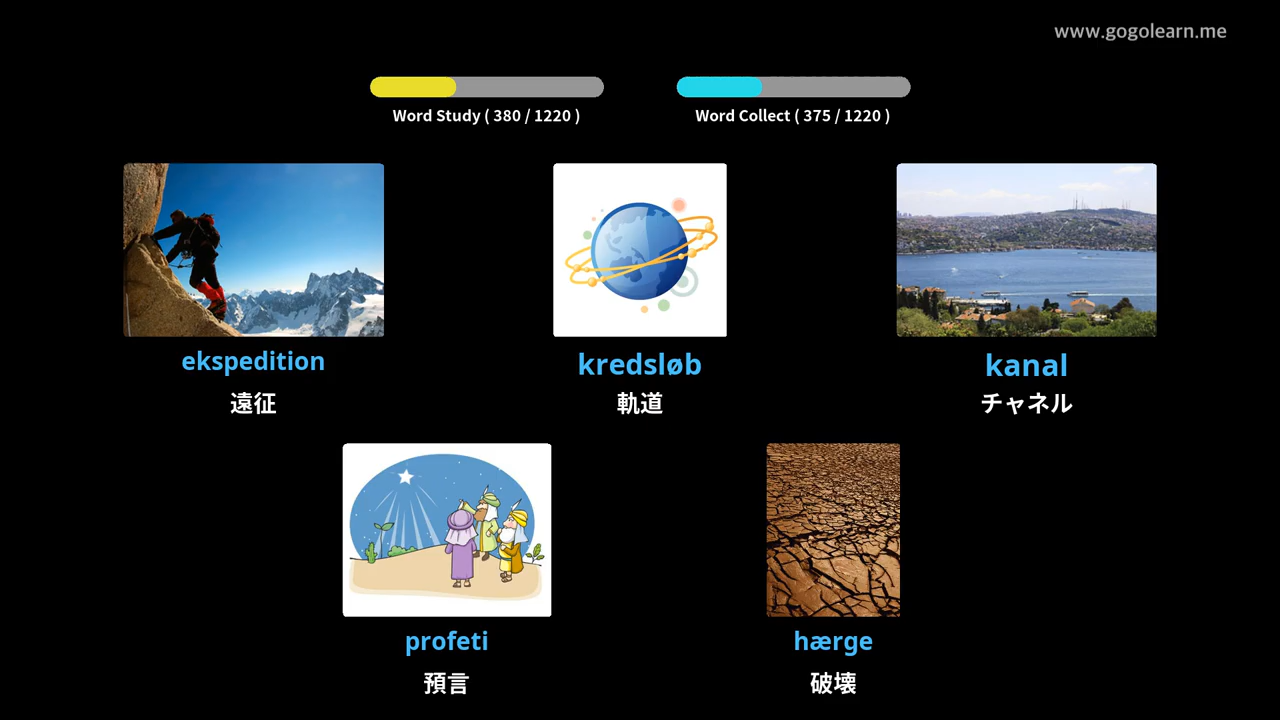 www.gogolearn.me
Word Study ( 380 / 1220 )
Word Collect ( 375 / 1220 )
ekspedition
遠征
kredsløb
軌道
kanal
チャネル
profeti
預言
hærge
破壊